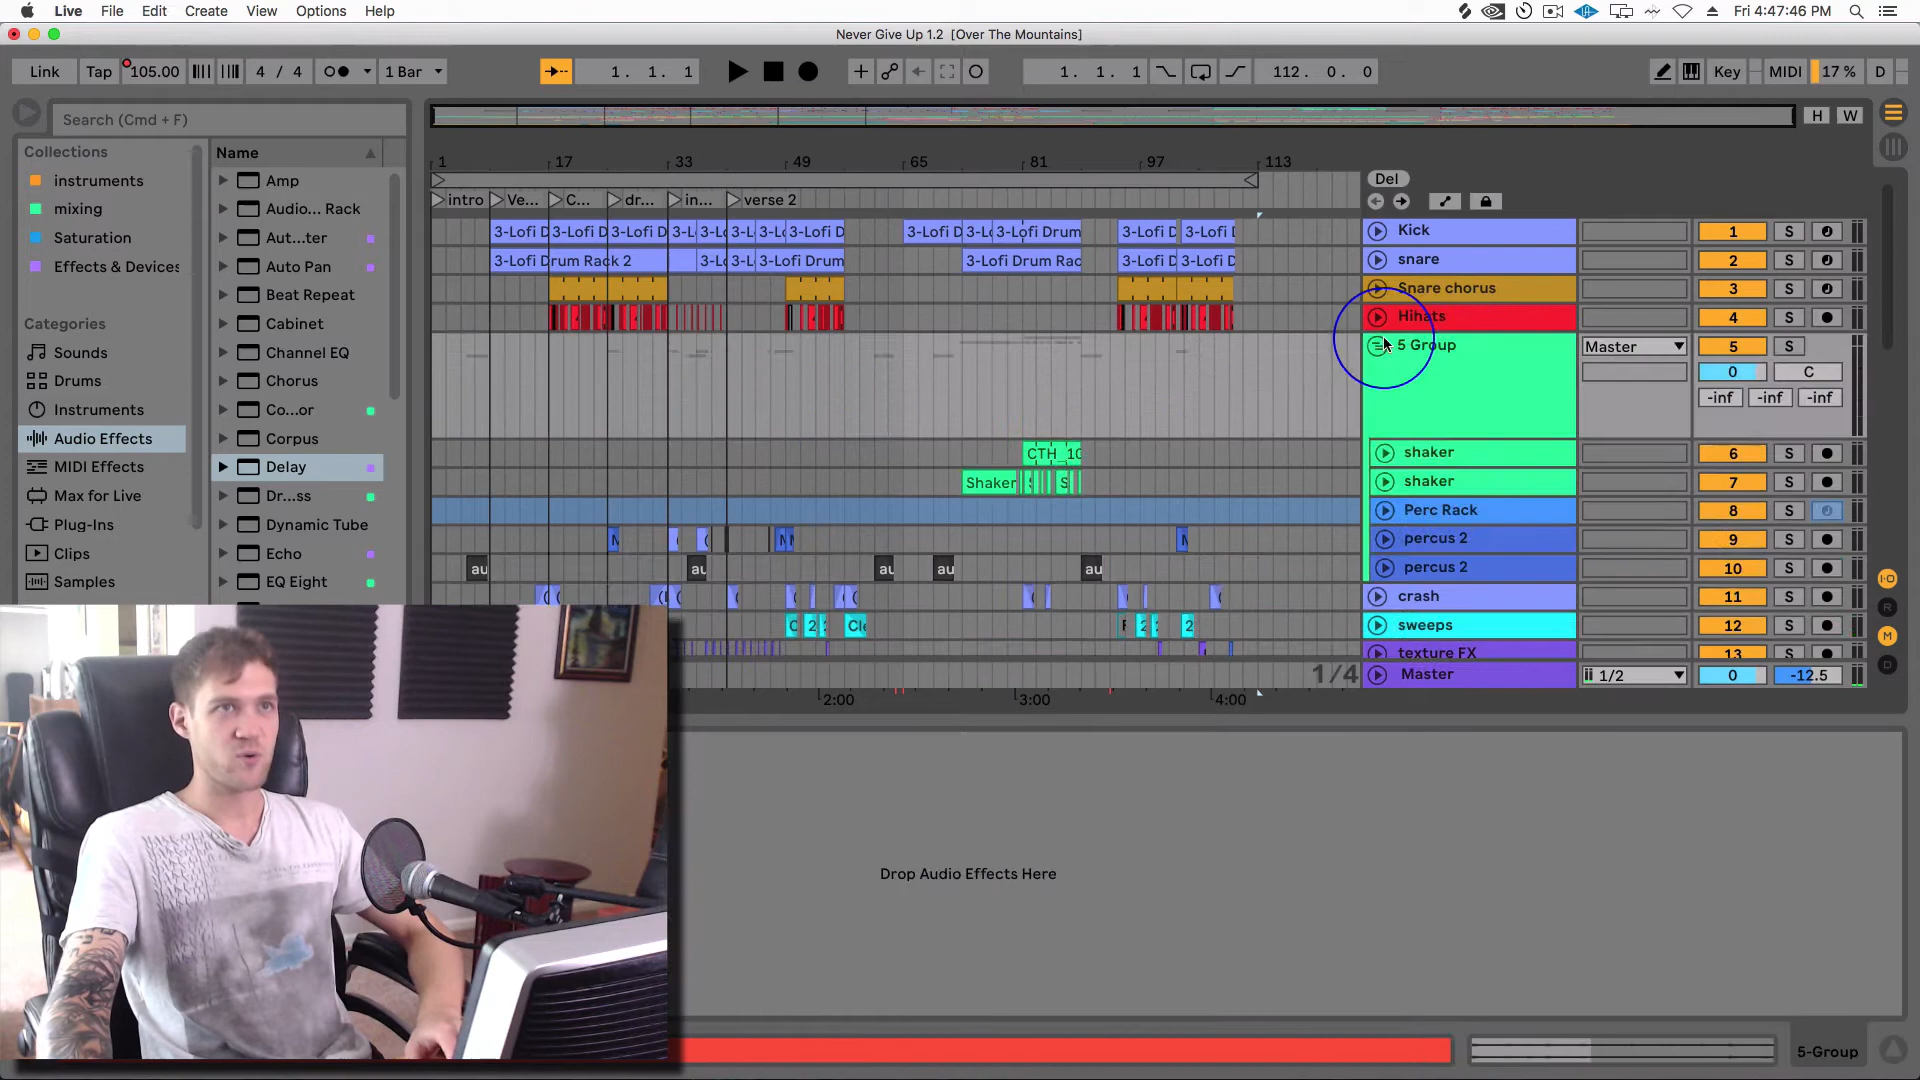 Live File Edit Create View Options Help
Fri 4:47:46 PM
Never Give Up 1.2 [Over The Mountains]
Link Tap 105.00 4 / 4 1 Bar 1. 1. 1 1. 1. 1 112. 0. 0 Key MIDI 17 % D
Search (Cmd + F)
H W
Collections
instruments
mixing
Saturation
Effects & Devices
Categories
Sounds
Drums
Instruments
Audio Effects
MIDI Effects
Max for Live
Plug-Ins
Clips
Samples
Name
Amp
Audio... Rack
Aut...ter
Auto Pan
Beat Repeat
Cabinet
Channel EQ
Chorus
Co...or
Corpus
Delay
Dr...ss
Dynamic Tube
Echo
EQ Eight
1 17 33 49 65 81 97 113
Del
intro Ve... C... dr... in... verse 2
3-Lofi D 3-Lofi D 3-Lofi D 3-L 3-Lo 3-L 3-Lo 3-Lofi D 3-Lofi D 3-L 3-Lofi Drum 3-Lofi D 3-Lofi D Kick 1 S
3-Lofi Drum Rack 2 3-Lo 3-L 3-Lofi Drum 3-Lofi Drum Rac 3-Lofi D 3-Lofi D snare 2 S
Snare chorus 3 S
Hihats 4 S
5 Group Master 5 S
0 C
-inf -inf -inf
CTH_10 shaker 6 S
Shaker S S shaker 7 S
Perc Rack 8 S
percus 2 9 S
au au au au au percus 2 10 S
crash 11 S
C 2 2 Cle F 2 2 sweeps 12 S
texture FX 13 S
1/4 Master 1/2 0 -12.5
2:00 3:00 4:00
Drop Audio Effects Here
5-Group